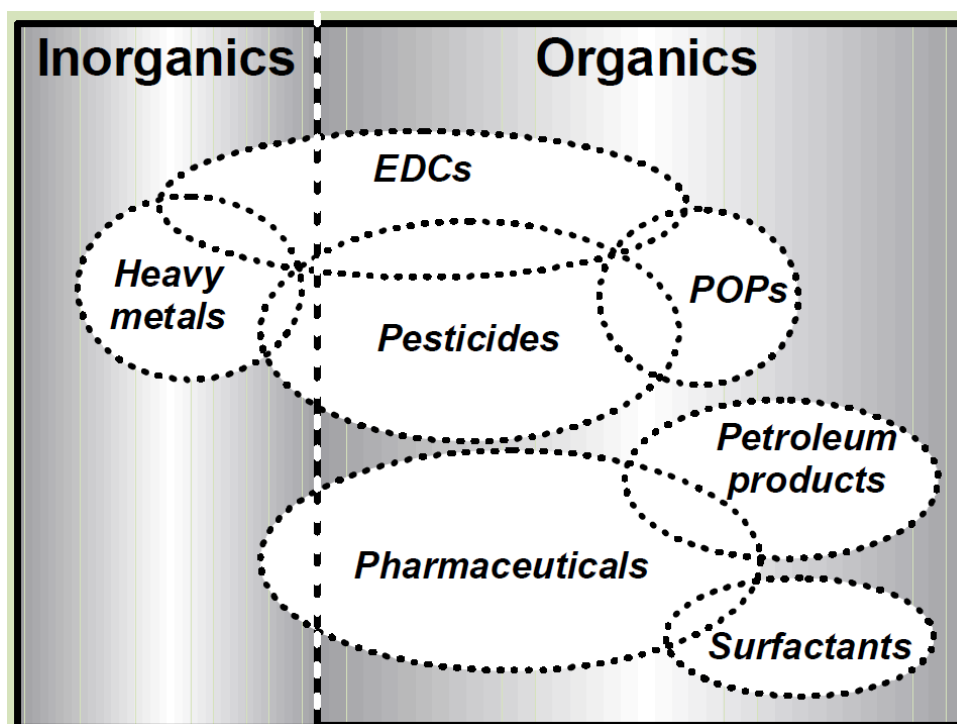 Inorganics
Organics
EDCs
Heavy
metals
Pesticides
POPs
Petroleum
products
Pharmaceuticals
Surfactants